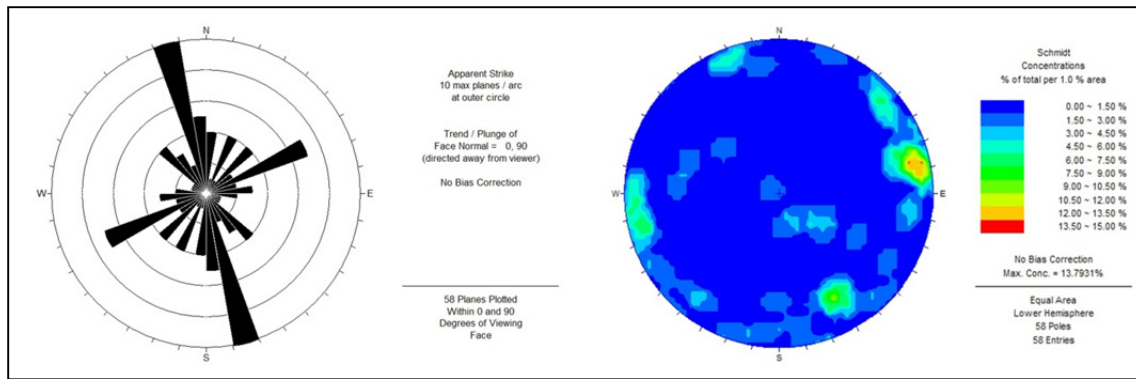 N
W
E
S
Apparent Strike
10 max planes / arc
at outer circle
Trend / Plunge of
Face Normal = 0, 90
(directed away from viewer)
No Bias Correction
58 Planes Plotted
Within 0 and 90
Degrees of Viewing
Face
N
W
E
S
Schmidt
Concentrations
% of total per 1.0 % area
0.00 ~ 1.50 %
1.50 ~ 3.00 %
3.00 ~ 4.50 %
4.50 ~ 6.00 %
6.00 ~ 7.50 %
7.50 ~ 9.00 %
9.00 ~ 10.50 %
10.50 ~ 12.00 %
12.00 ~ 13.50 %
13.50 ~ 15.00 %
No Bias Correction
Max. Conc. = 13.7931%
Equal Area
Lower Hemisphere
58 Poles
58 Entries